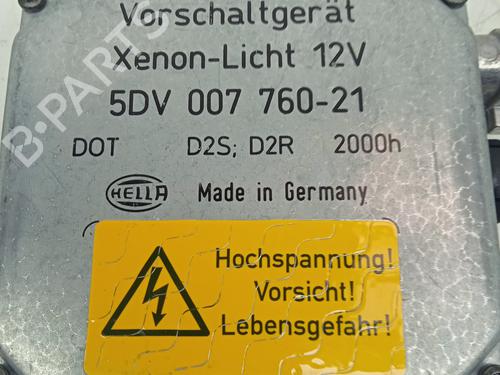 Vorschaltgerät
Xenon-Licht 12V
5DV 007 760-21
DOT D2S; D2R 2000h
HELLA Made in Germany
Hochspannung!
Vorsicht!
Lebensgefahr!
B-PARTS